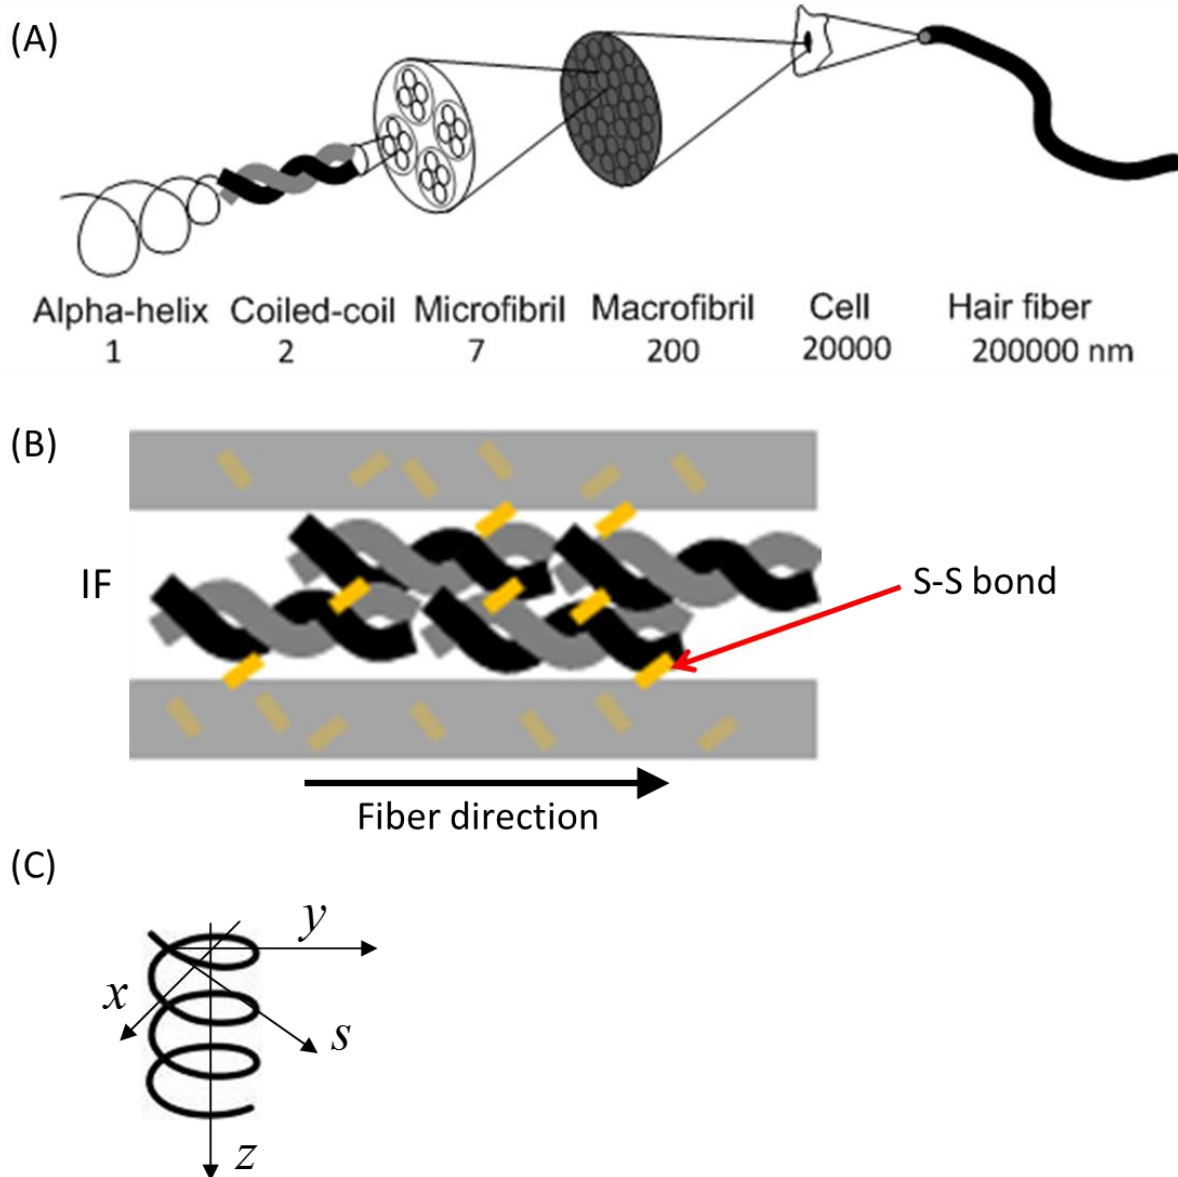 (A)
Alpha-helix Coiled-coil Microfibril Macrofibril Cell Hair fiber
1 2 7 200 20000 200000 nm
(B)
IF
S-S bond
Fiber direction
(C)
y
x
s
z